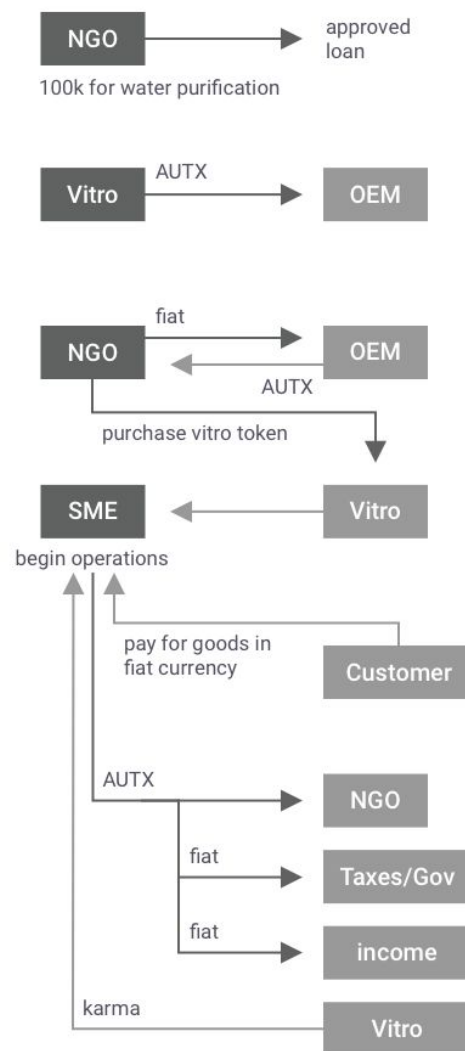 NGO
approved
loan
100k for water purification
AUTX
Vitro
OEM
fiat
NGO
OEM
AUTX
purchase vitro token
SME
Vitro
begin operations
pay for goods in
fiat currency
Customer
AUTX
NGO
fiat
Taxes/Gov
fiat
income
karma
Vitro